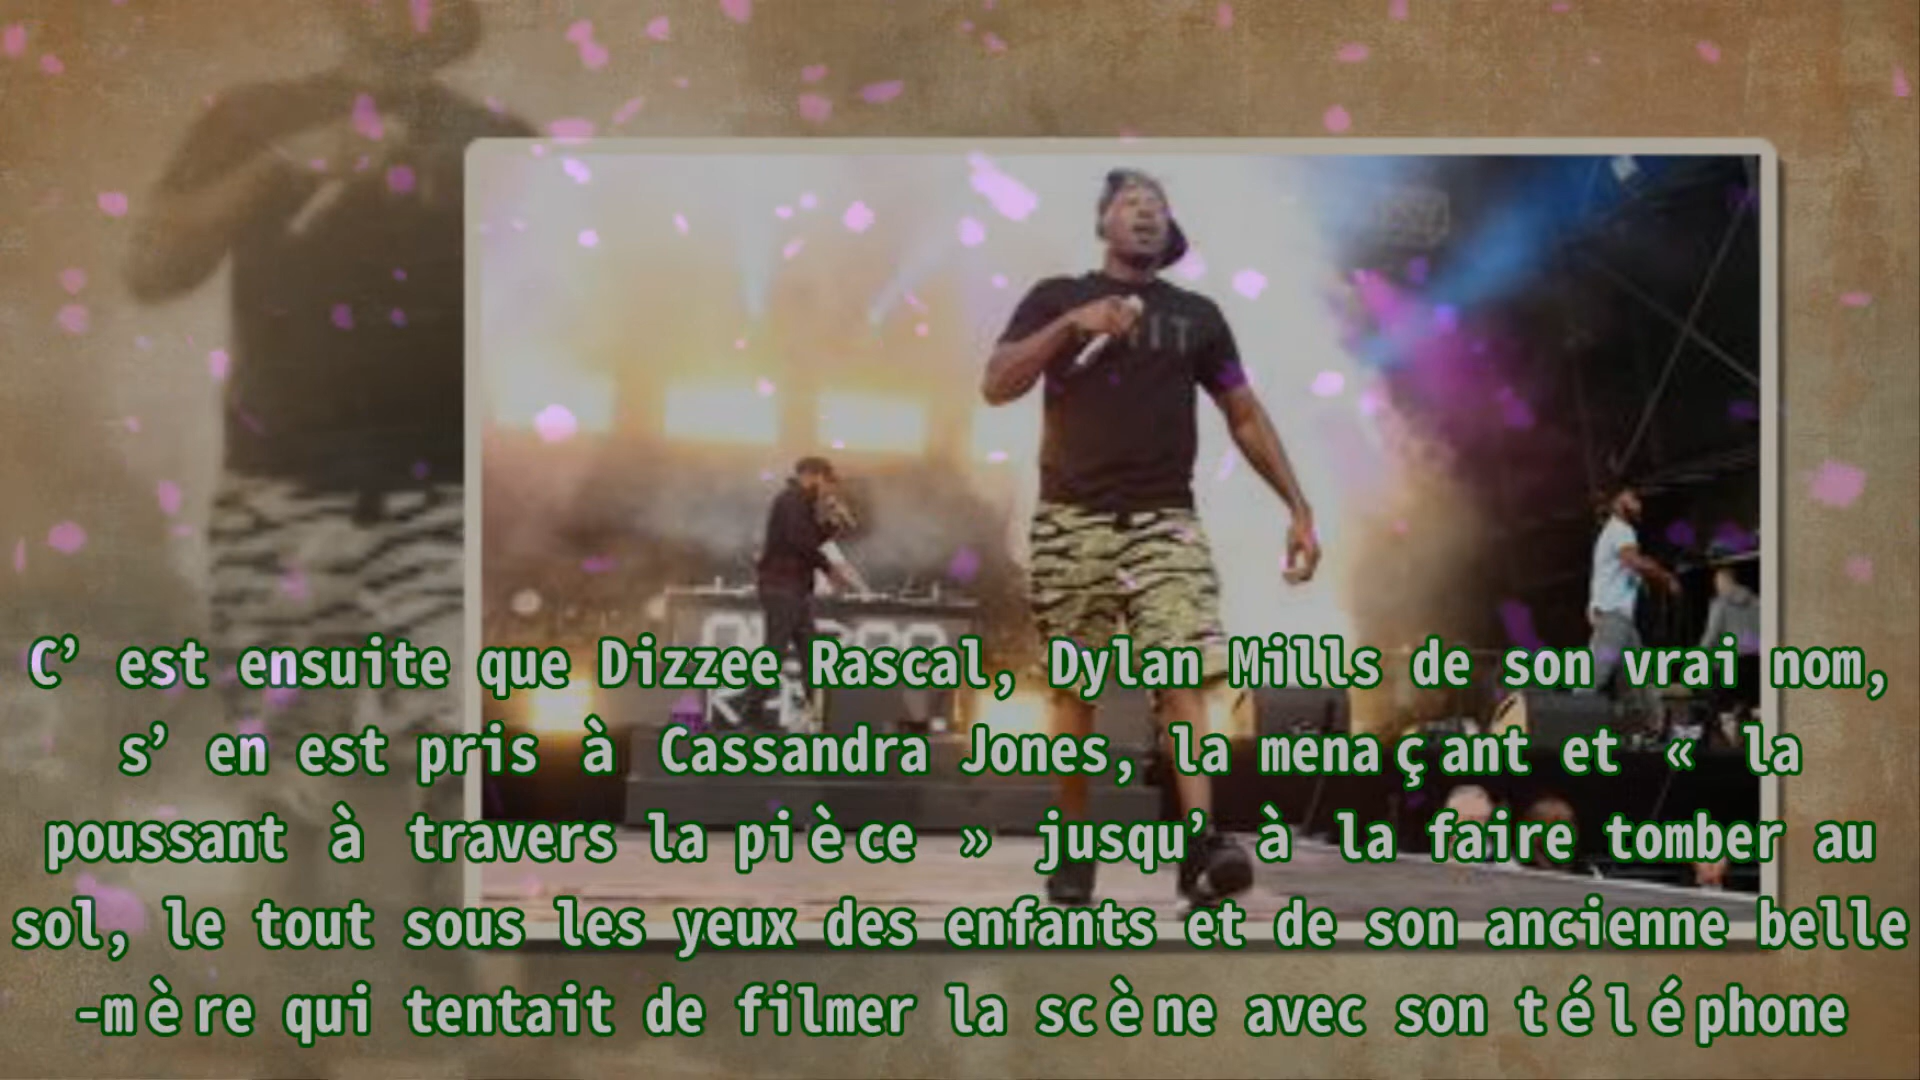 C’ est ensuite que Dizzee Rascal, Dylan Mills de son vrai nom,
s’ en est pris à Cassandra Jones, la menaçant et « la
poussant à travers la pièce » jusqu’ à la faire tomber au
sol, le tout sous les yeux des enfants et de son ancienne belle
-mère qui tentait de filmer la scène avec son téléphone